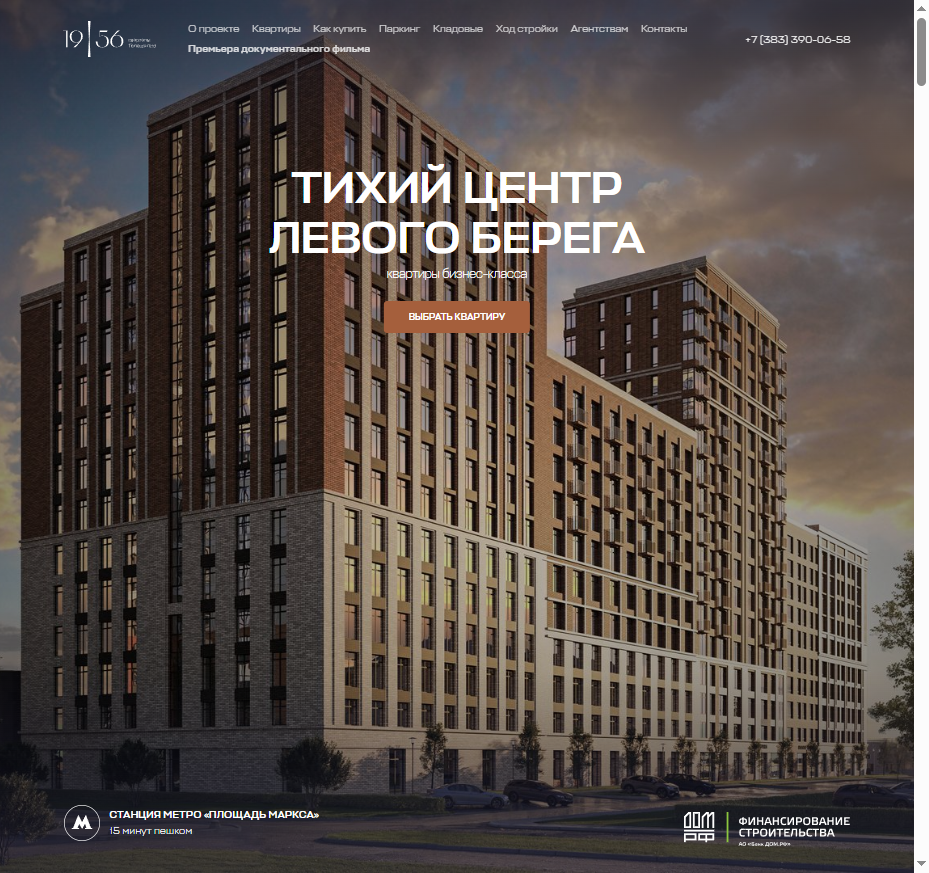 19|56
О проекте Квартиры Как купить Паркинг Кладовые Ход стройки Агентствам Контакты
Премьера документального фильма
+7 (383) 390-06-58
ТИХИЙ ЦЕНТР
ЛЕВОГО БЕРЕГА
квартиры бизнес-класса
ВЫБРАТЬ КВАРТИРУ
СТАНЦИЯ МЕТРО «ПЛОЩАДЬ МАРКСА»
15 минут пешком
ДОМ
РФ
ФИНАНСИРОВАНИЕ
СТРОИТЕЛЬСТВА
АО «Банк ДОМ.РФ»